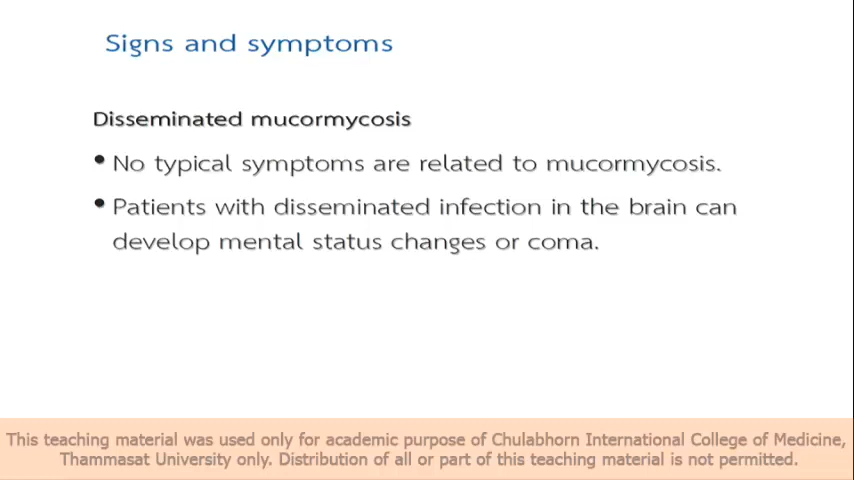 Signs and symptoms
Disseminated mucormycosis
• No typical symptoms are related to mucormycosis.
• Patients with disseminated infection in the brain can
develop mental status changes or coma.
This teaching material was used only for academic purpose of Chulabhorn International College of Medicine,
Thammasat University only. Distribution of all or part of this teaching material is not permitted.